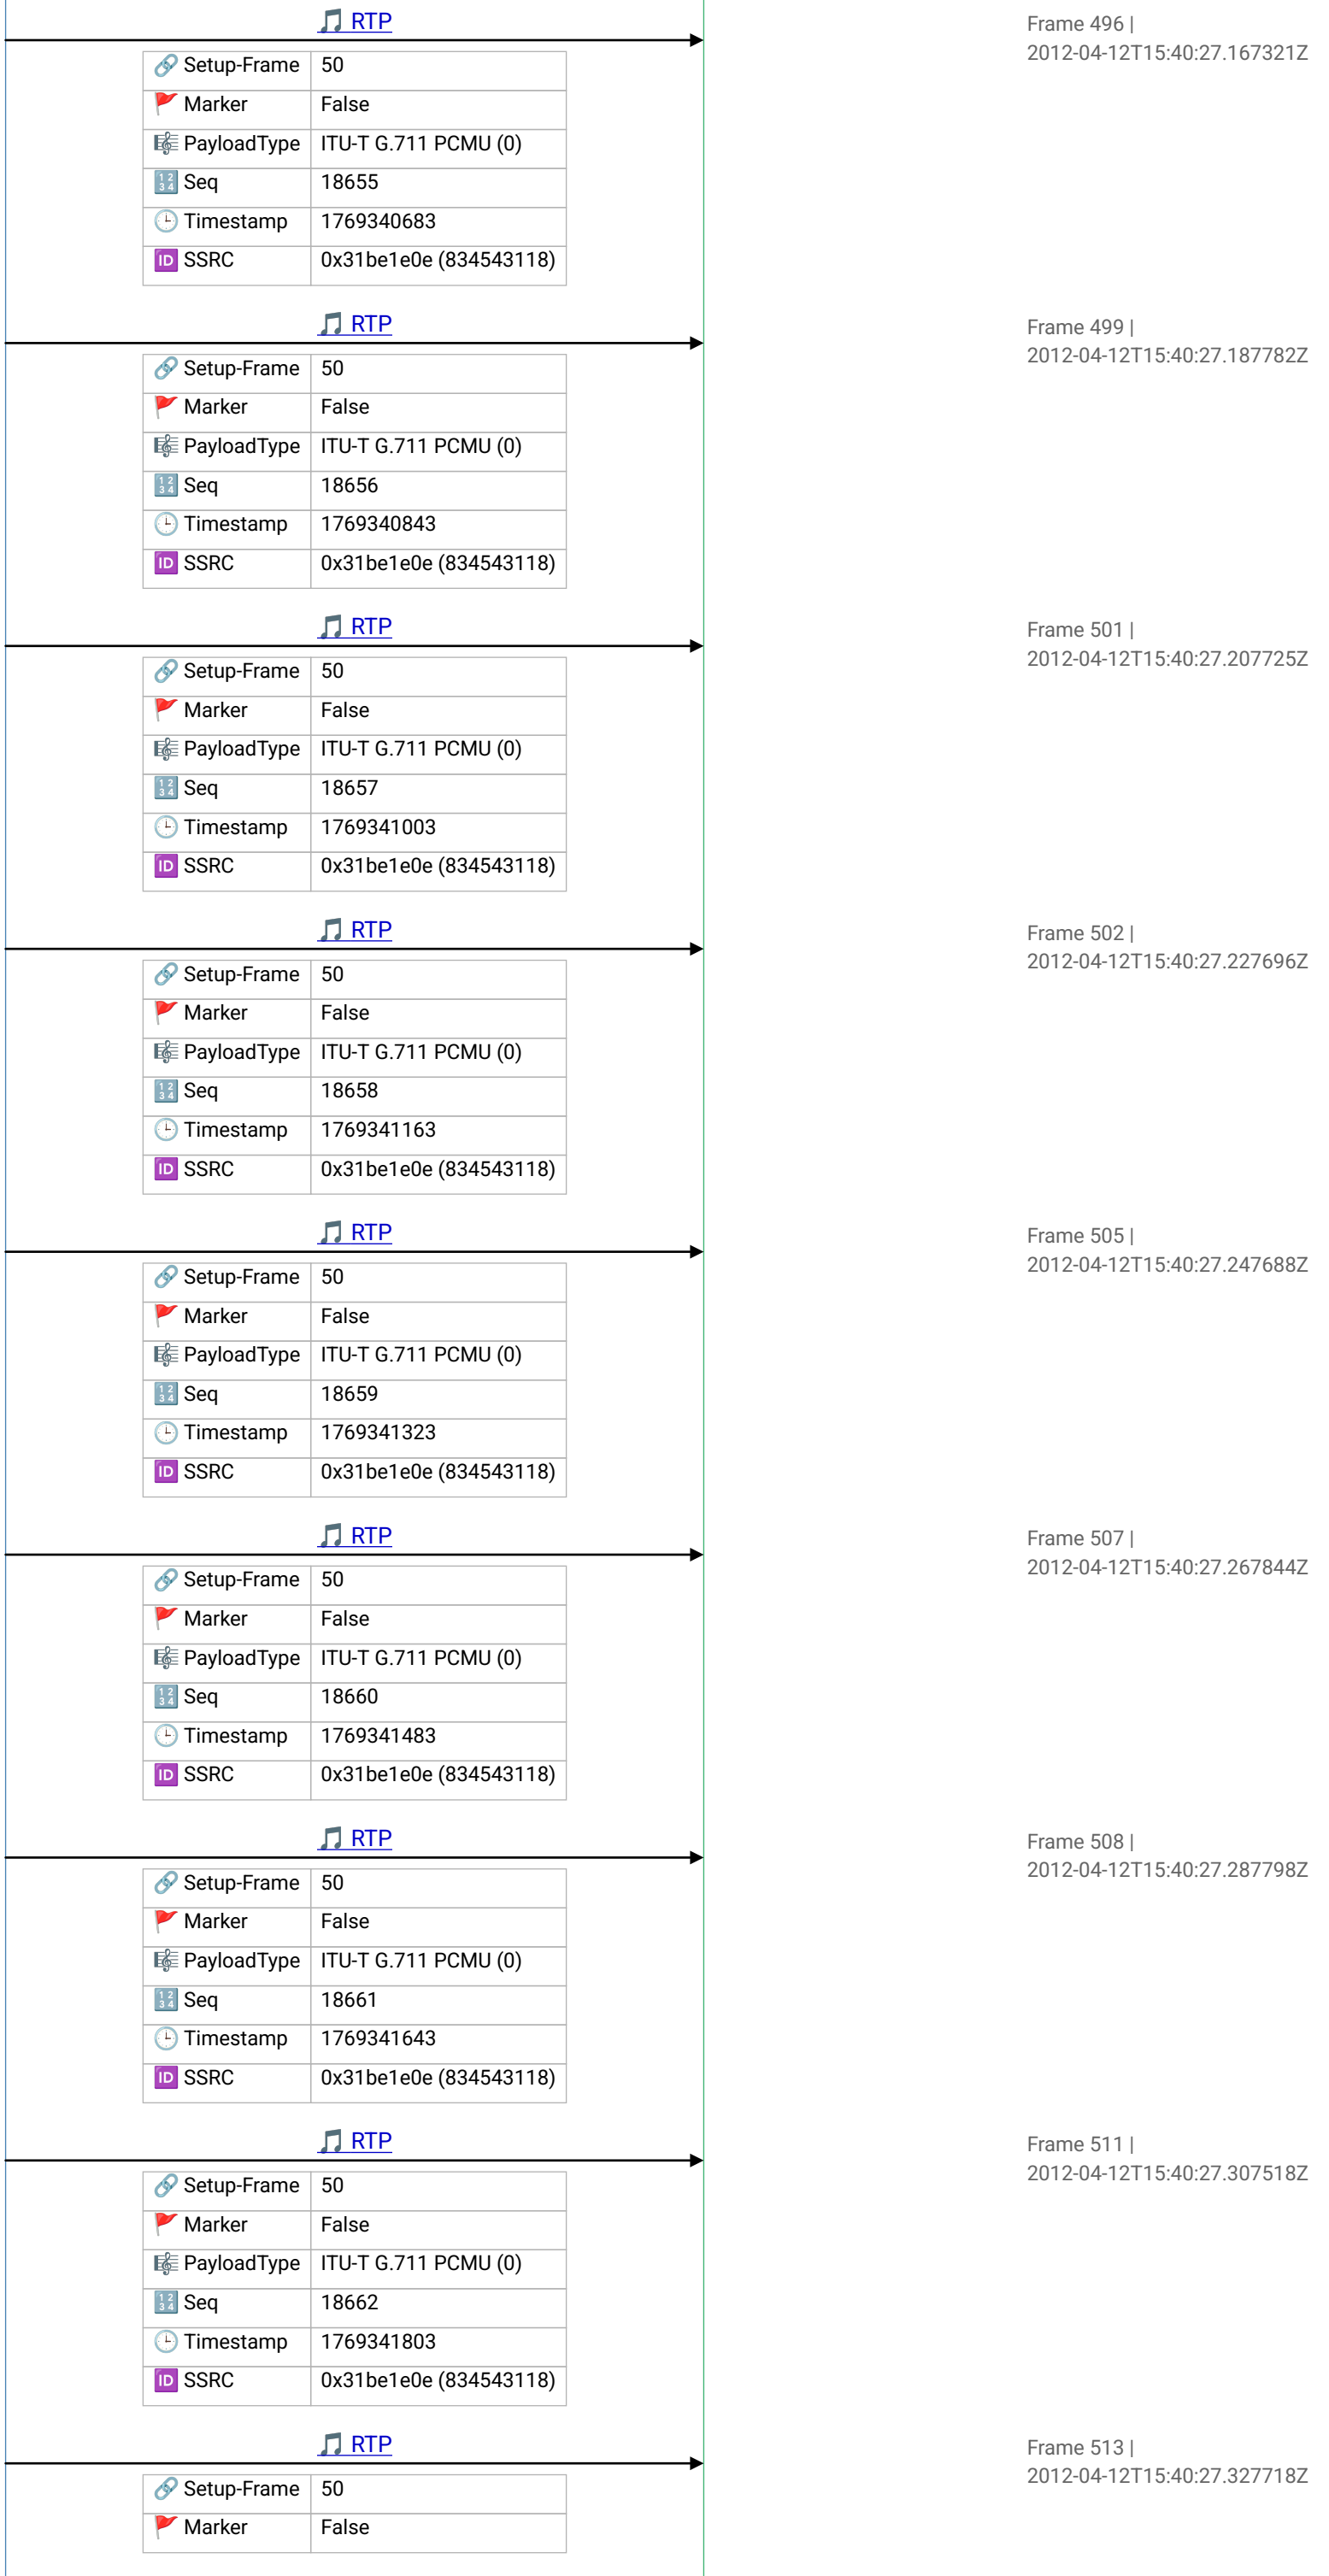 🎵 RTP
Frame 496 |
2012-04-12T15:40:27.167321Z
🔗 Setup-Frame 50
🚩 Marker False
🎼 PayloadType ITU-T G.711 PCMU (0)
🔢 Seq 18655
🕒 Timestamp 1769340683
🆔 SSRC 0x31be1e0e (834543118)
🎵 RTP
Frame 499 |
2012-04-12T15:40:27.187782Z
🔗 Setup-Frame 50
🚩 Marker False
🎼 PayloadType ITU-T G.711 PCMU (0)
🔢 Seq 18656
🕒 Timestamp 1769340843
🆔 SSRC 0x31be1e0e (834543118)
🎵 RTP
Frame 501 |
2012-04-12T15:40:27.207725Z
🔗 Setup-Frame 50
🚩 Marker False
🎼 PayloadType ITU-T G.711 PCMU (0)
🔢 Seq 18657
🕒 Timestamp 1769341003
🆔 SSRC 0x31be1e0e (834543118)
🎵 RTP
Frame 502 |
2012-04-12T15:40:27.227696Z
🔗 Setup-Frame 50
🚩 Marker False
🎼 PayloadType ITU-T G.711 PCMU (0)
🔢 Seq 18658
🕒 Timestamp 1769341163
🆔 SSRC 0x31be1e0e (834543118)
🎵 RTP
Frame 505 |
2012-04-12T15:40:27.247688Z
🔗 Setup-Frame 50
🚩 Marker False
🎼 PayloadType ITU-T G.711 PCMU (0)
🔢 Seq 18659
🕒 Timestamp 1769341323
🆔 SSRC 0x31be1e0e (834543118)
🎵 RTP
Frame 507 |
2012-04-12T15:40:27.267844Z
🔗 Setup-Frame 50
🚩 Marker False
🎼 PayloadType ITU-T G.711 PCMU (0)
🔢 Seq 18660
🕒 Timestamp 1769341483
🆔 SSRC 0x31be1e0e (834543118)
🎵 RTP
Frame 508 |
2012-04-12T15:40:27.287798Z
🔗 Setup-Frame 50
🚩 Marker False
🎼 PayloadType ITU-T G.711 PCMU (0)
🔢 Seq 18661
🕒 Timestamp 1769341643
🆔 SSRC 0x31be1e0e (834543118)
🎵 RTP
Frame 511 |
2012-04-12T15:40:27.307518Z
🔗 Setup-Frame 50
🚩 Marker False
🎼 PayloadType ITU-T G.711 PCMU (0)
🔢 Seq 18662
🕒 Timestamp 1769341803
🆔 SSRC 0x31be1e0e (834543118)
🎵 RTP
Frame 513 |
2012-04-12T15:40:27.327718Z
🔗 Setup-Frame 50
🚩 Marker False